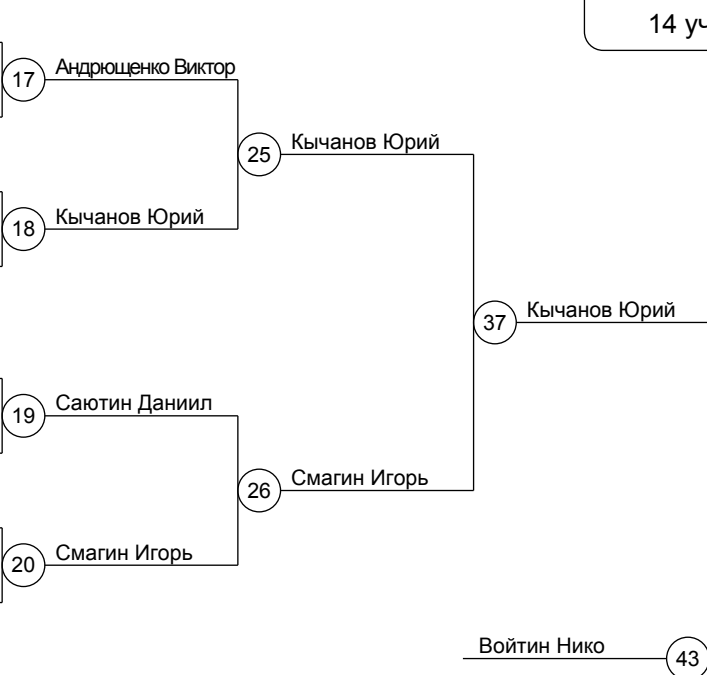 14 уч
17 Андрющенко Виктор
25 Кычанов Юрий
18 Кычанов Юрий
37 Кычанов Юрий
19 Саютин Даниил
26 Смагин Игорь
20 Смагин Игорь
Войтин Нико 43